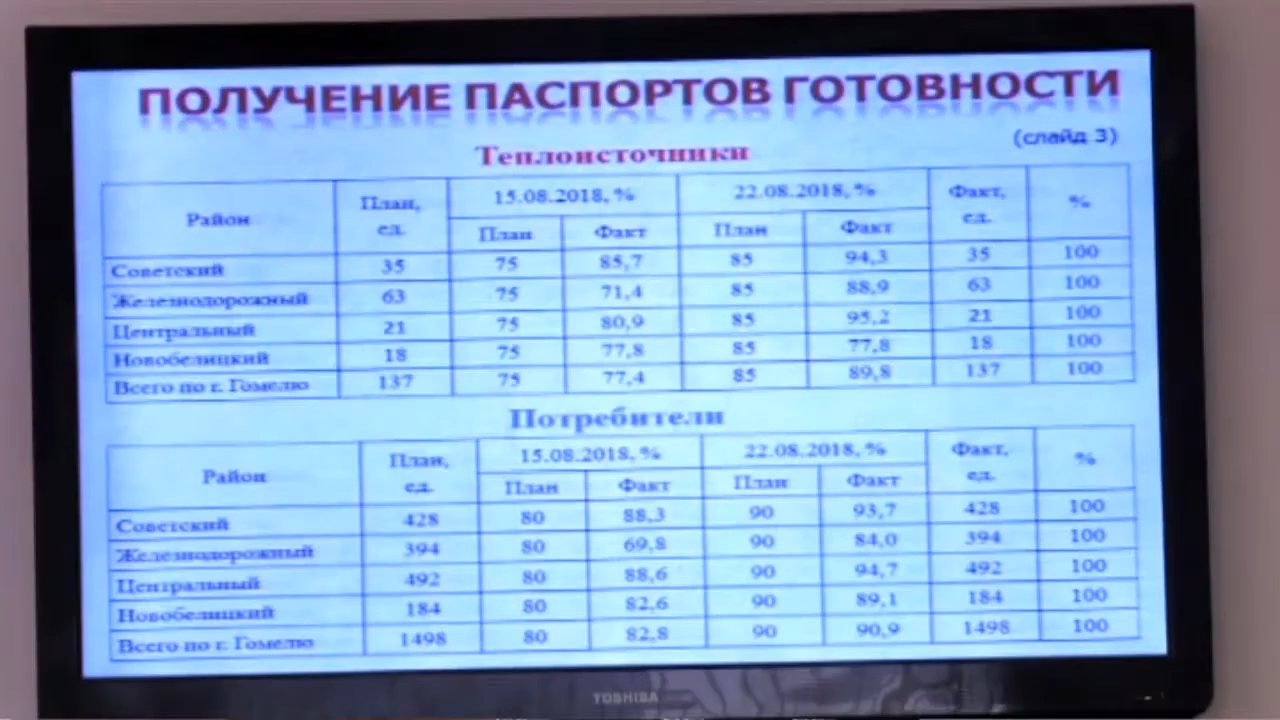 ПОЛУЧЕНИЕ ПАСПОРТОВ ГОТОВНОСТИ
(слайд 3)
Теплоисточники
Район План, ед. 15.08.2018, % 22.08.2018, % Факт, ед. %
План Факт План Факт
Советский 35 75 85,7 85 94,3 35 100
Железнодорожный 63 75 71,4 85 88,9 63 100
Центральный 21 75 80,9 85 95,2 21 100
Новобелицкий 18 75 77,8 85 77,8 18 100
Всего по г. Гомелю 137 75 77,4 85 89,8 137 100
Потребители
Район План, ед. 15.08.2018, % 22.08.2018, % Факт, ед. %
План Факт План Факт
Советский 428 80 88,3 90 93,7 428 100
Железнодорожный 394 80 69,8 90 84,0 394 100
Центральный 492 80 88,6 90 94,7 492 100
Новобелицкий 184 80 82,6 90 89,1 184 100
Всего по г. Гомелю 1498 80 82,8 90 90,9 1498 100
TOSHIBA